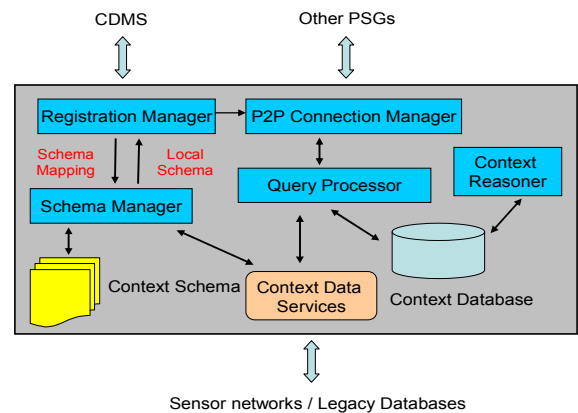 CDMS
Other PSGs
Registration Manager
P2P Connection Manager
Schema
Mapping
Local
Schema
Context
Reasoner
Query Processor
Schema Manager
Context Schema
Context Data
Services
Context Database
Sensor networks / Legacy Databases